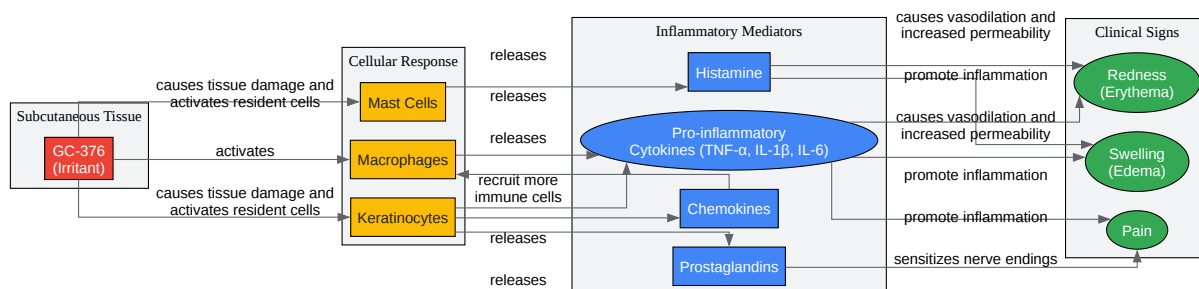 Subcutaneous Tissue
GC-376
(Irritant)
causes tissue damage and
activates resident cells
activates
causes tissue damage and
activates resident cells
Cellular Response
Mast Cells
Macrophages
Keratinocytes
releases
releases
releases
recruit more
immune cells
releases
releases
Inflammatory Mediators
Histamine
Pro-inflammatory
Cytokines (TNF-α, IL-1β, IL-6)
Chemokines
Prostaglandins
causes vasodilation and
increased permeability
promote inflammation
causes vasodilation and
increased permeability
promote inflammation
promote inflammation
sensitizes nerve endings
Clinical Signs
Redness
(Erythema)
Swelling
(Edema)
Pain